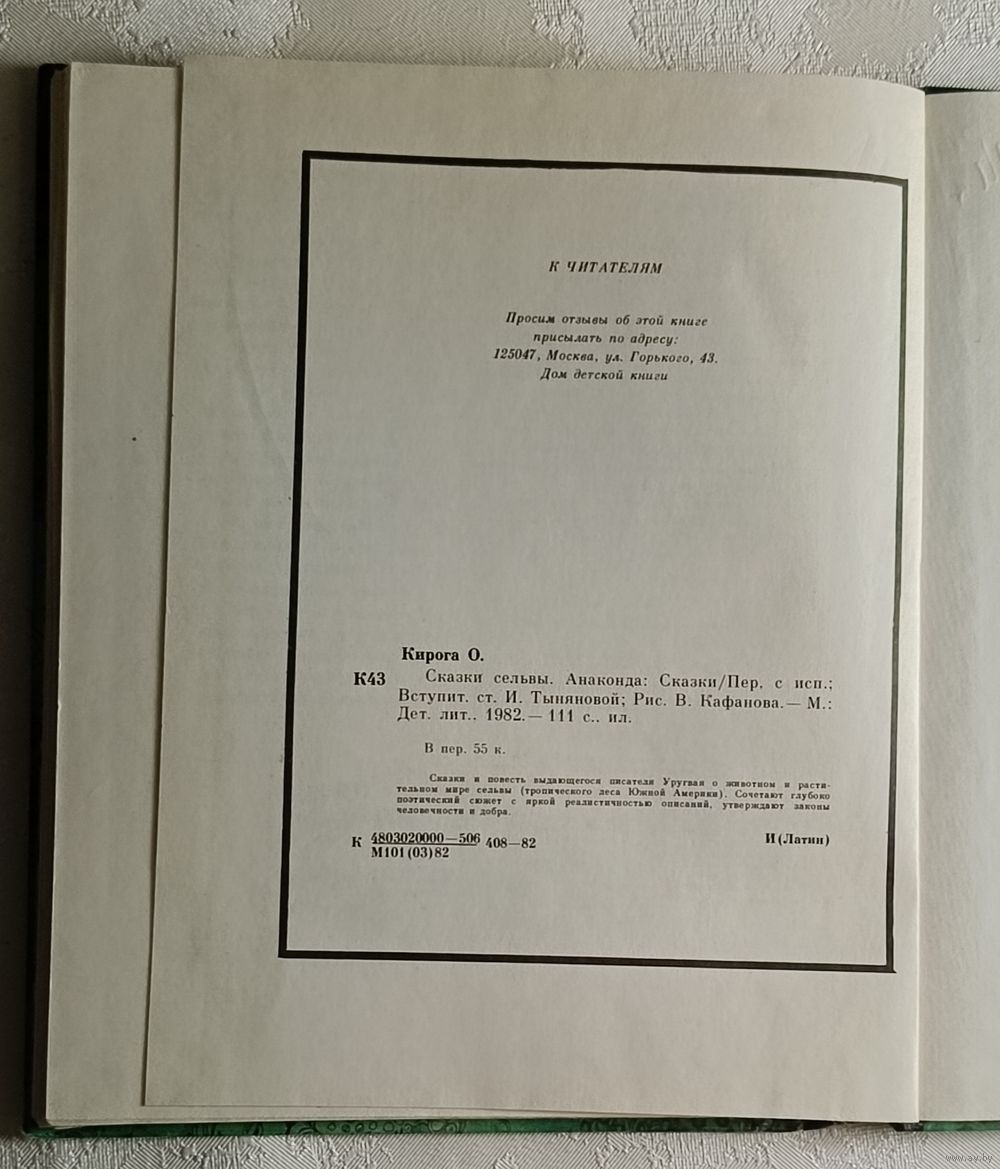 К ЧИТАТЕЛЯМ
Просим отзывы об этой книге
присылать по адресу:
125047, Москва, ул. Горького, 43.
Дом детской книги
Кирога О.
К43 Сказки сельвы. Анаконда: Сказки/Пер. с исп.;
Вступит. ст. И. Тыняновой; Рис. В. Кафанова.— М.:
Дет. лит., 1982.— 111 с., ил.
В пер. 55 к.
Сказки и повесть выдающегося писателя Уругвая о животном и расти-
тельном мире сельвы (тропического леса Южной Америки). Сочетают глубоко
поэтический сюжет с яркой реалистичностью описаний, утверждают законы
человечности и добра.
К 4803020000—506 408—82 И(Латин)
М101(03)82
www.av.by